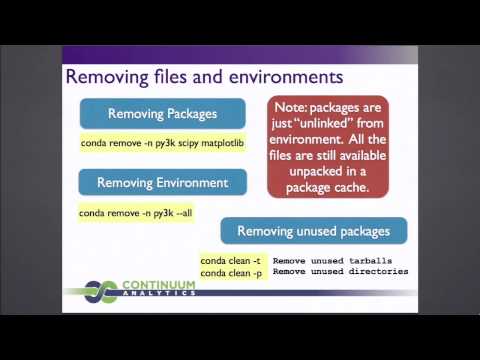 Removing files and environments
Removing Packages
conda remove -n py3k scipy matplotlib
Removing Environment
conda remove -n py3k --all
Note: packages are
just “unlinked” from
environment. All the
files are still available
unpacked in a
package cache.
Removing unused packages
conda clean -t Remove unused tarballs
conda clean -p Remove unused directories
CONTINUUM
ANALYTICS